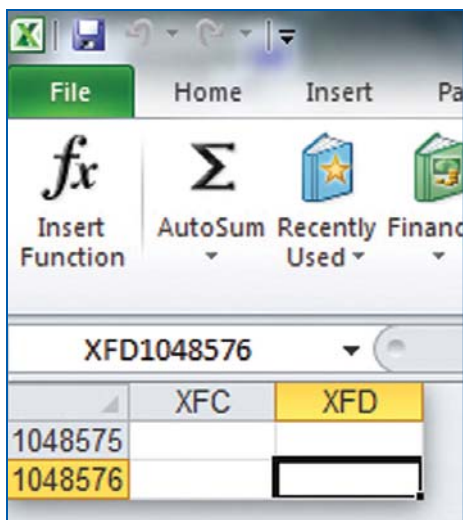 File Home Insert Pa
fx Σ
Insert AutoSum Recently Financ
Function Used
XFD1048576
XFC XFD
1048575
1048576